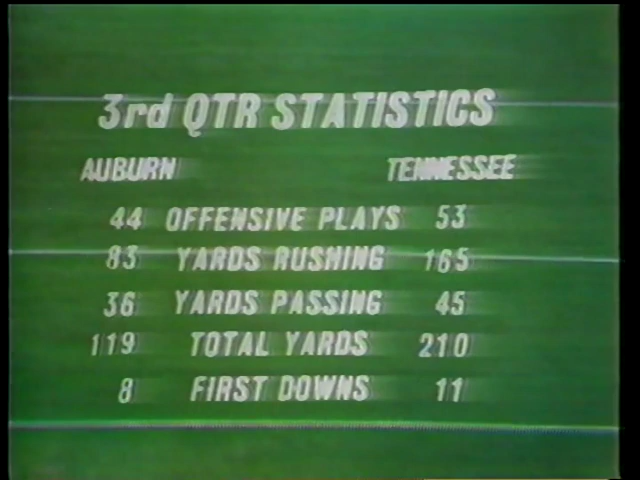 3rd QTR STATISTICS
AUBURN TENNESSEE
44 OFFENSIVE PLAYS 53
83 YARDS RUSHING 165
36 YARDS PASSING 45
119 TOTAL YARDS 210
8 FIRST DOWNS 11